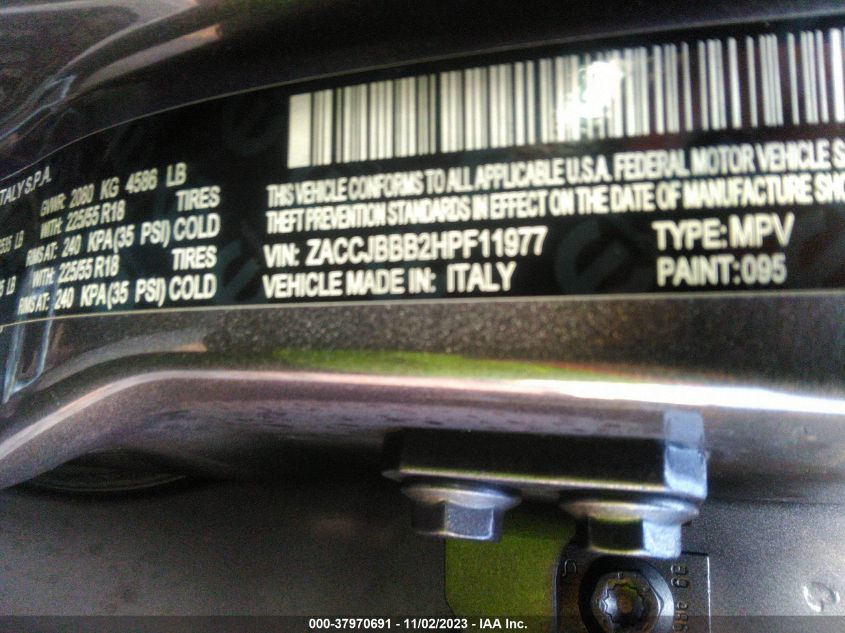 ITALY S.P.A.
GVWR: 2080 KG 4586 LB
WITH: 225/55 R18 TIRES
RIMS AT: 240 KPA(35 PSI) COLD
WITH: 225/55 R18 TIRES
RIMS AT: 240 KPA(35 PSI) COLD
THIS VEHICLE CONFORMS TO ALL APPLICABLE U.S.A. FEDERAL MOTOR VEHICLE S
THEFT PREVENTION STANDARDS IN EFFECT ON THE DATE OF MANUFACTURE SHO
VIN: ZACCJBBB2HPF11977 TYPE: MPV
VEHICLE MADE IN: ITALY PAINT: 095
000-37970691 - 11/02/2023 - IAA Inc.